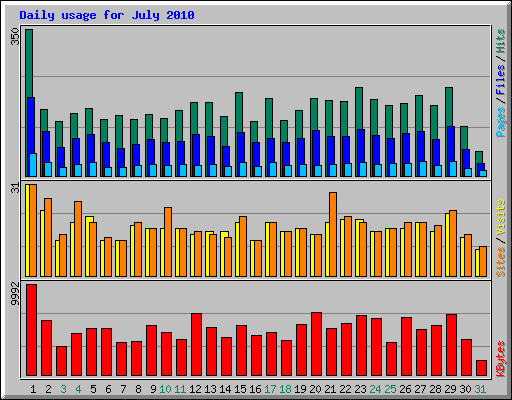 Daily usage for July 2010
350
Pages / Files / Hits
31
Sites / Visits
9992
KBytes
1 2 3 4 5 6 7 8 9 10 11 12 13 14 15 16 17 18 19 20 21 22 23 24 25 26 27 28 29 30 31